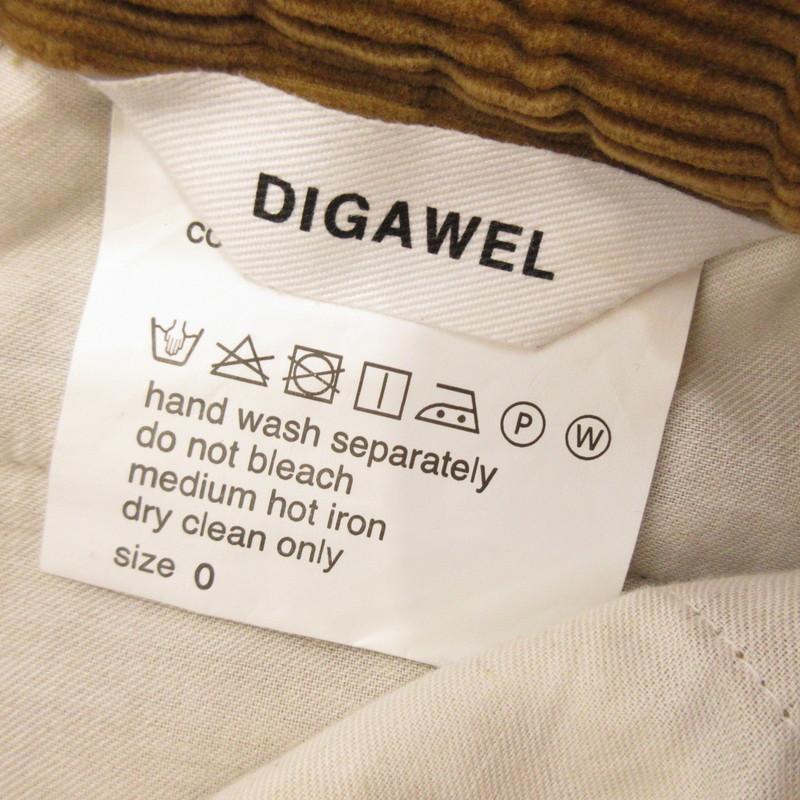 DIGAWEL
P W
hand wash separately
do not bleach
medium hot iron
dry clean only
size 0